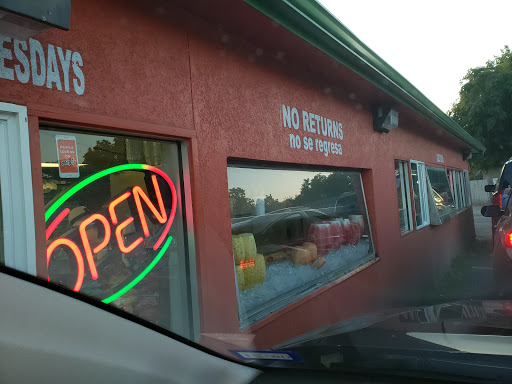 ESDAYS
NO RETURNS
no se regresa
OPEN